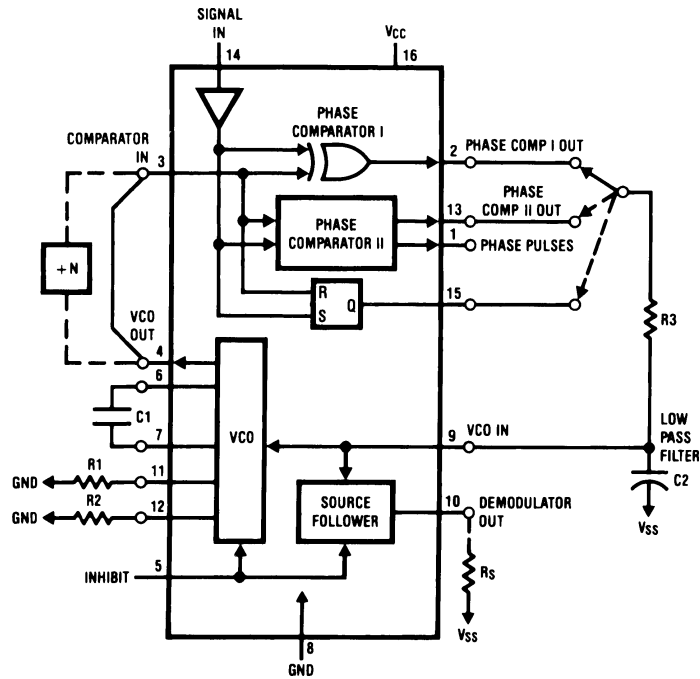 SIGNAL
IN
14
VCC
16
PHASE
COMPARATOR I
COMPARATOR
IN
3
2
PHASE COMP I OUT
PHASE
COMPARATOR II
13
PHASE
COMP II OUT
1
PHASE PULSES
+N
R
S
Q
15
R3
VCO
OUT
4
6
C1
7
VCO
9
VCO IN
LOW
PASS
FILTER
C2
VSS
GND
R1
11
GND
R2
12
SOURCE
FOLLOWER
10
DEMODULATOR
OUT
RS
VSS
INHIBIT
5
8
GND